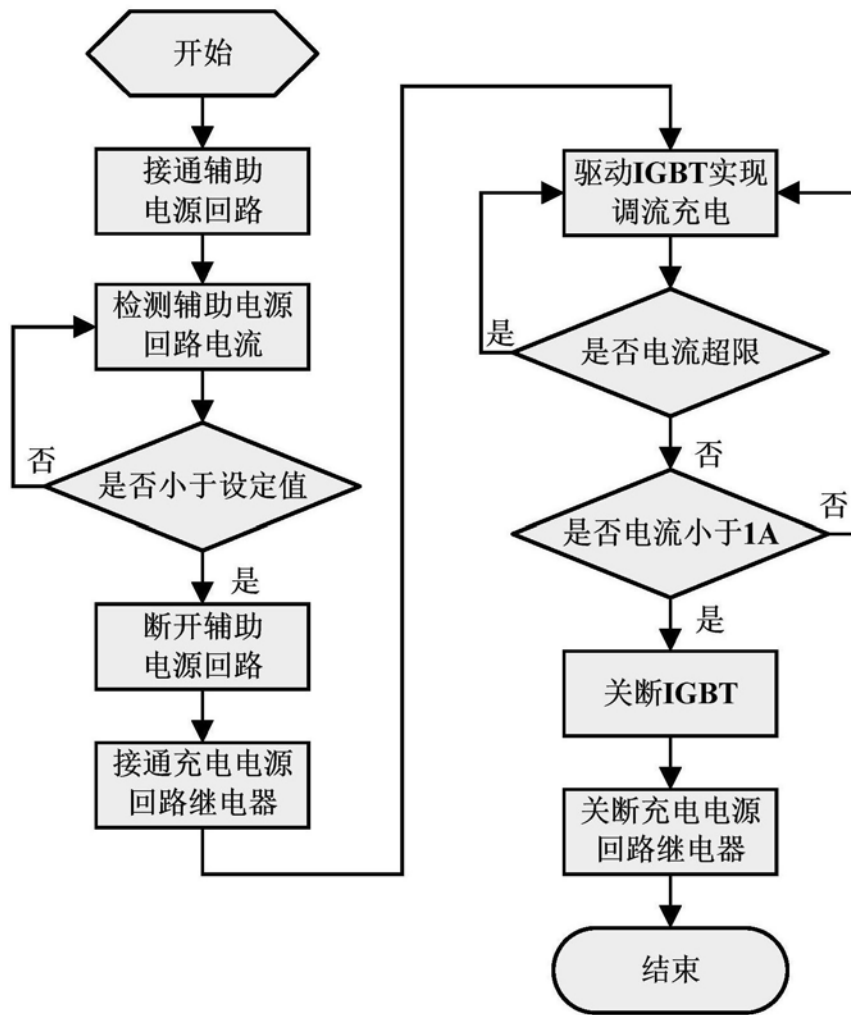 开始
接通辅助
电源回路
检测辅助电源
回路电流
否
是否小于设定值
是
断开辅助
电源回路
接通充电电源
回路继电器
驱动IGBT实现
调流充电
是
是否电流超限
否
是否电流小于1A
否
是
关断IGBT
关断充电电源
回路继电器
结束